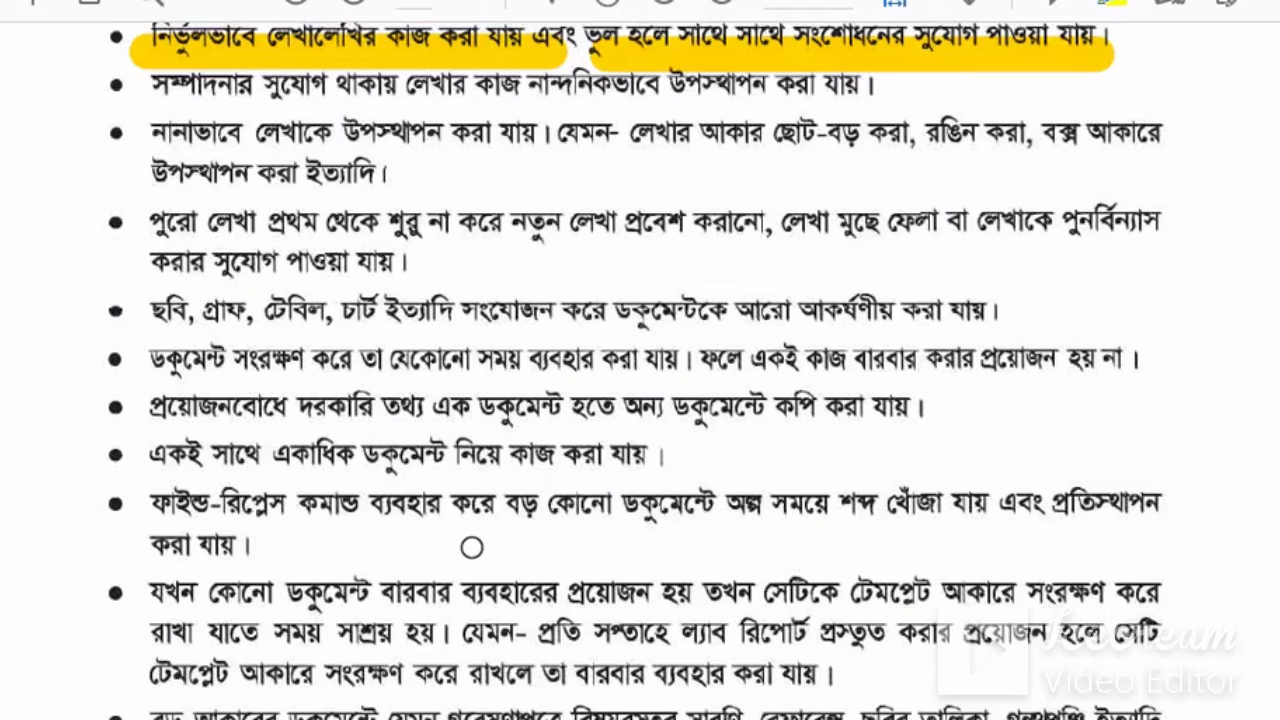 • নির্ভুলভাবে লেখালেখির কাজ করা যায় এবং ভুল হলে সাথে সাথে সংশোধনের সুযোগ পাওয়া যায়।
• সম্পাদনার সুযোগ থাকায় লেখার কাজ নান্দনিকভাবে উপস্থাপন করা যায়।
• নানাভাবে লেখাকে উপস্থাপন করা যায়। যেমন- লেখার আকার ছোট-বড় করা, রঙিন করা, বক্স আকারে
উপস্থাপন করা ইত্যাদি।
• পুরো লেখা প্রথম থেকে শুরু না করে নতুন লেখা প্রবেশ করানো, লেখা মুছে ফেলা বা লেখাকে পুনর্বিন্যাস
করার সুযোগ পাওয়া যায়।
• ছবি, গ্রাফ, টেবিল, চার্ট ইত্যাদি সংযোজন করে ডকুমেন্টকে আরো আকর্ষণীয় করা যায়।
• ডকুমেন্ট সংরক্ষণ করে তা যেকোনো সময় ব্যবহার করা যায়। ফলে একই কাজ বারবার করার প্রয়োজন হয় না।
• প্রয়োজনবোধে দরকারি তথ্য এক ডকুমেন্ট হতে অন্য ডকুমেন্টে কপি করা যায়।
• একই সাথে একাধিক ডকুমেন্ট নিয়ে কাজ করা যায়।
• ফাইন্ড-রিপ্লেস কমান্ড ব্যবহার করে বড় কোনো ডকুমেন্টে অল্প সময়ে শব্দ খোঁজা যায় এবং প্রতিস্থাপন
করা যায়।
• যখন কোনো ডকুমেন্ট বারবার ব্যবহারের প্রয়োজন হয় তখন সেটিকে টেমপ্লেট আকারে সংরক্ষণ করে
রাখা যাতে সময় সাশ্রয় হয়। যেমন- প্রতি সপ্তাহে ল্যাব রিপোর্ট প্রস্তুত করার প্রয়োজন হলে সেটি
টেমপ্লেট আকারে সংরক্ষণ করে রাখলে তা বারবার ব্যবহার করা যায়।
Icecream
Video Editor